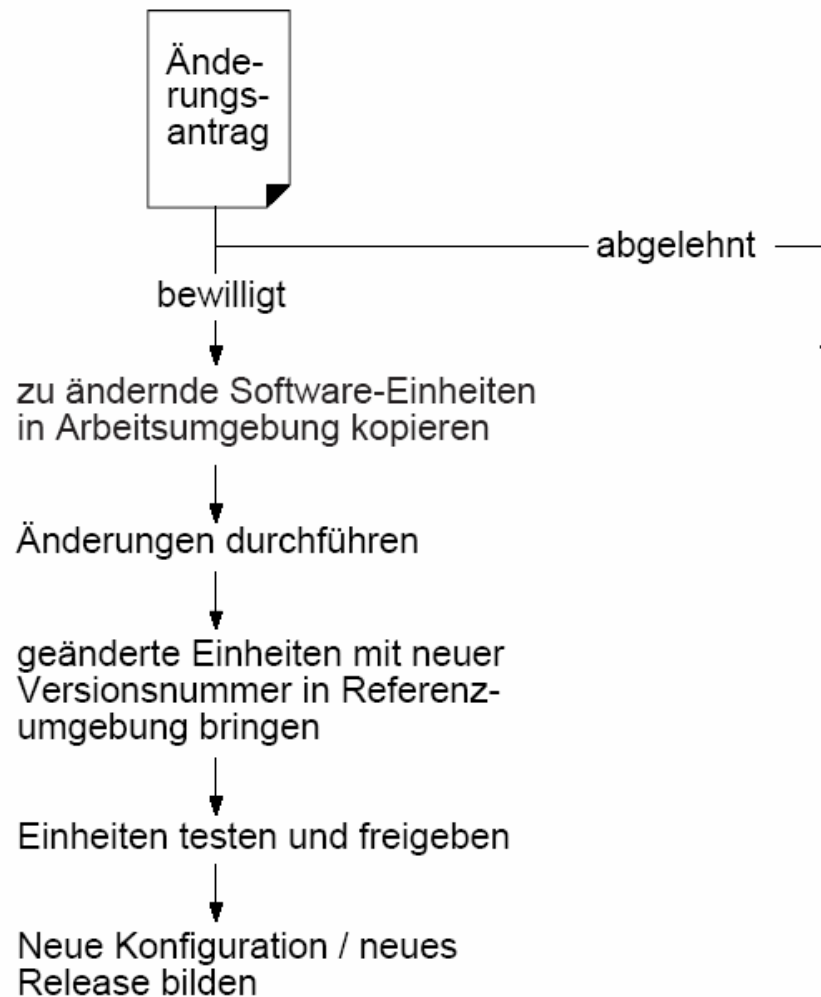 Ände-
rungs-
antrag
abgelehnt
bewilligt
zu ändernde Software-Einheiten
in Arbeitsumgebung kopieren
Änderungen durchführen
geänderte Einheiten mit neuer
Versionsnummer in Referenz-
umgebung bringen
Einheiten testen und freigeben
Neue Konfiguration / neues
Release bilden